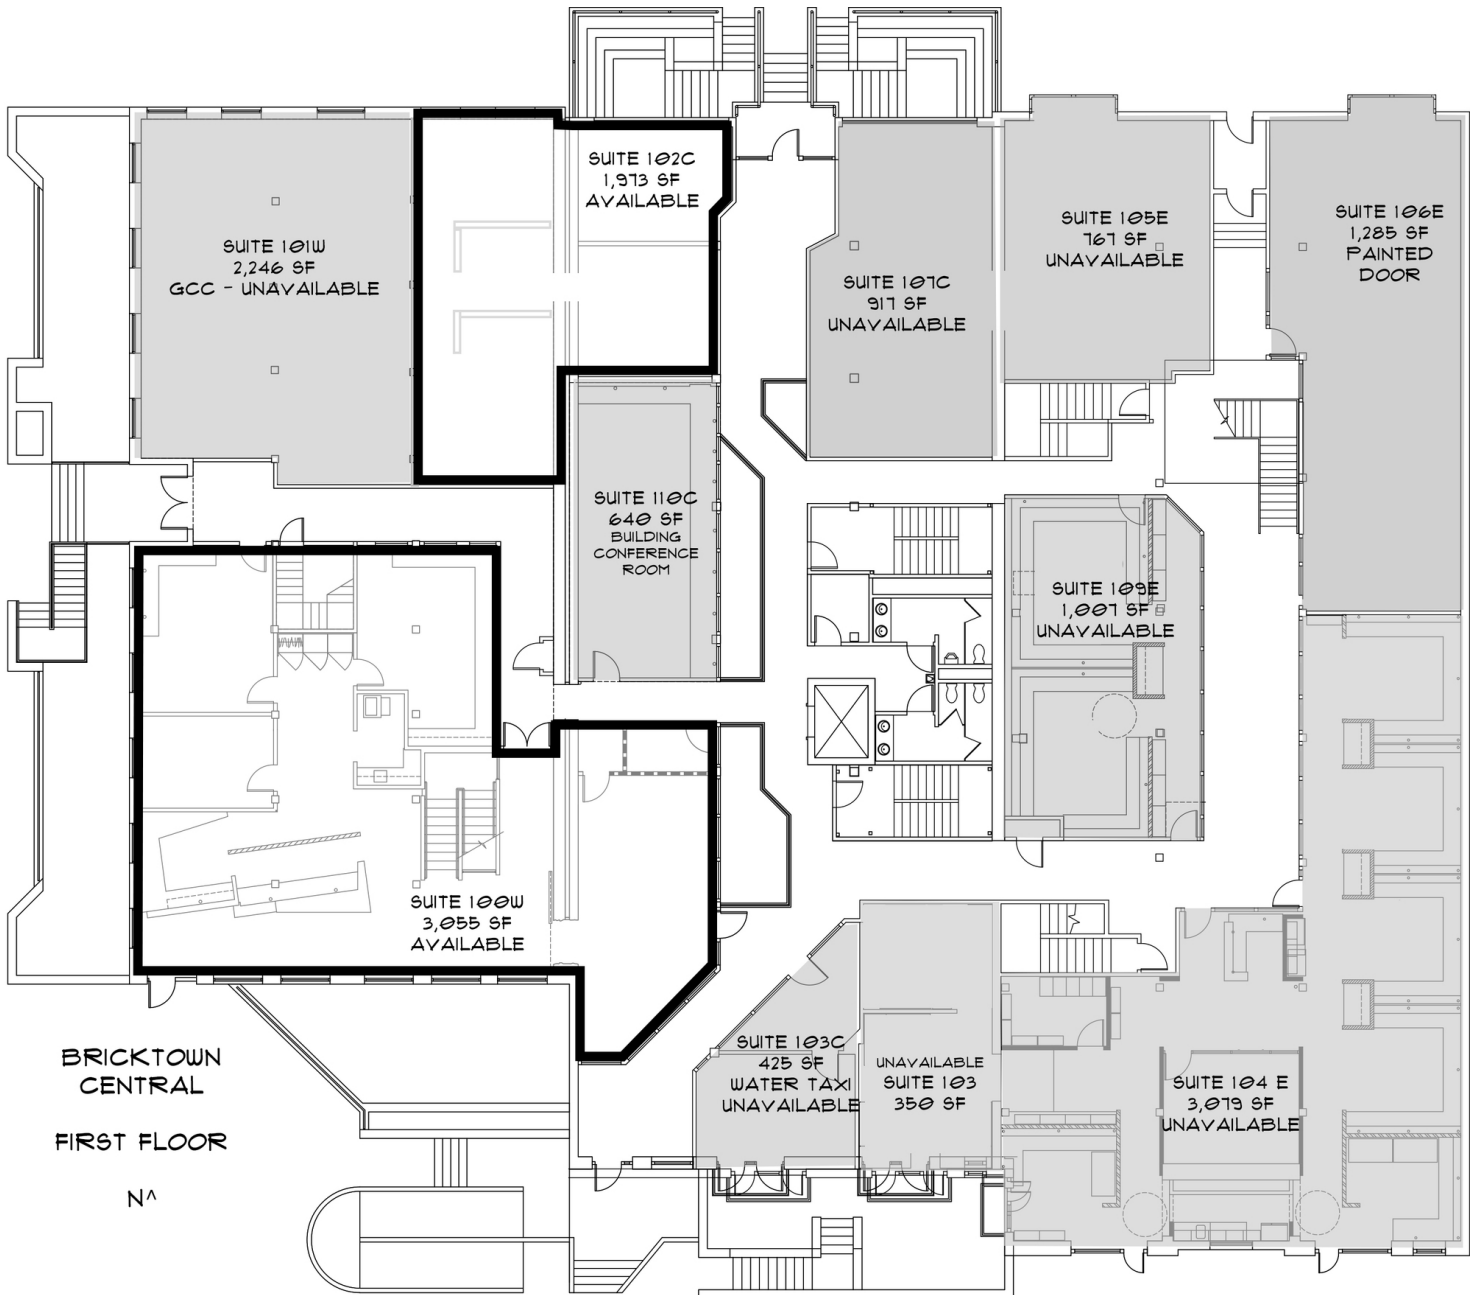 SUITE 102C
1,973 SF
AVAILABLE
SUITE 101W
2,246 SF
GCC - UNAVAILABLE
SUITE 107C
917 SF
UNAVAILABLE
SUITE 105E
767 SF
UNAVAILABLE
SUITE 106E
1,285 SF
PAINTED
DOOR
SUITE 110C
640 SF
BUILDING
CONFERENCE
ROOM
SUITE 109E
1,007 SF
UNAVAILABLE
SUITE 100W
3,055 SF
AVAILABLE
SUITE 103C
425 SF
WATER TAXI
UNAVAILABLE
UNAVAILABLE
SUITE 103
350 SF
SUITE 104 E
3,079 SF
UNAVAILABLE
BRICKTOWN
CENTRAL
FIRST FLOOR
N^